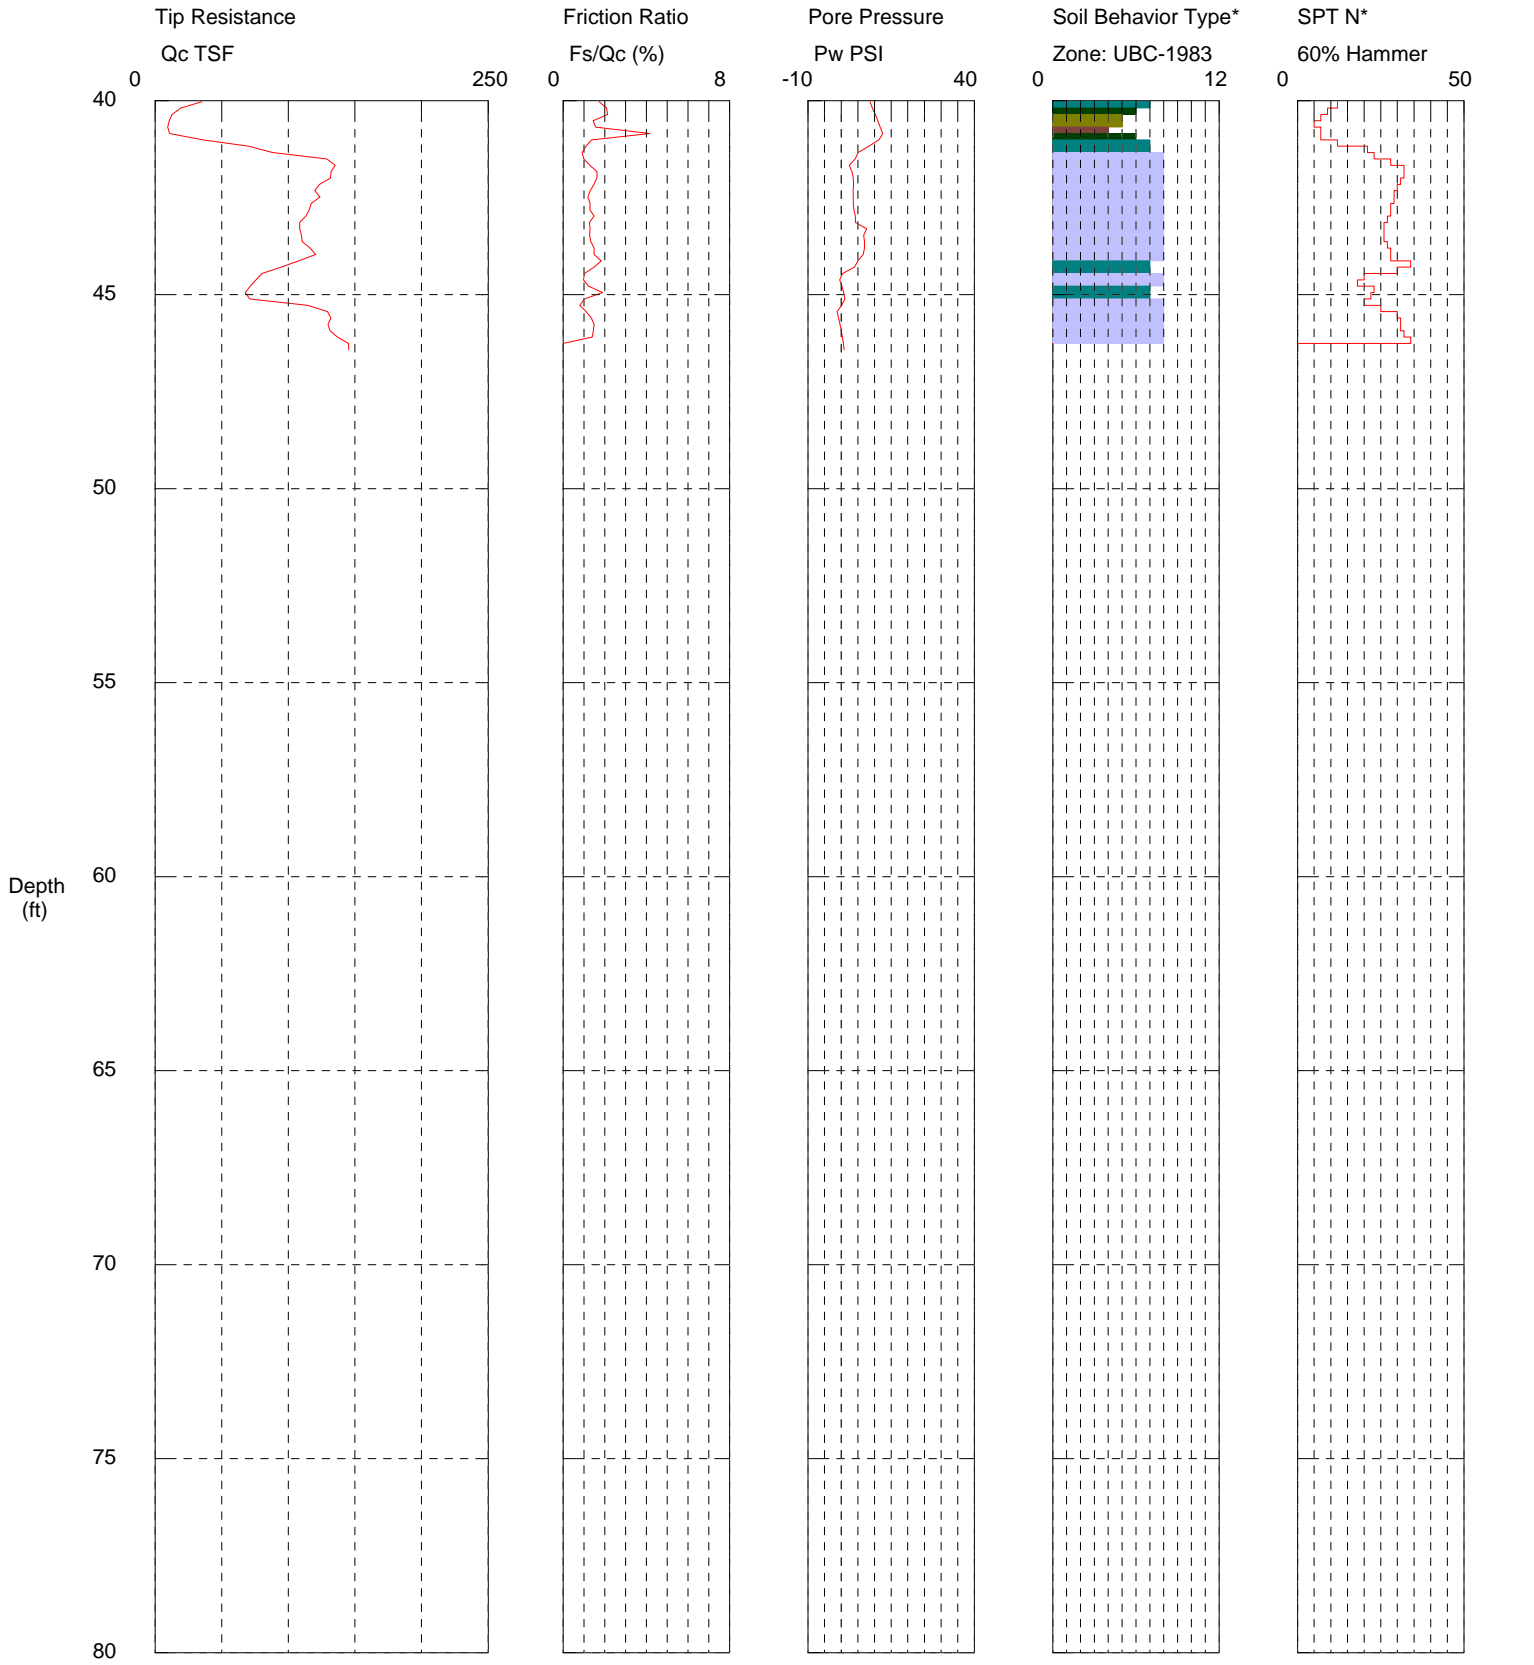 Tip Resistance Friction Ratio Pore Pressure Soil Behavior Type* SPT N*
Qc TSF Fs/Qc (%) Pw PSI Zone: UBC-1983 60% Hammer
0 250 0 8 -10 40 0 12 0 50
40
45
50
55
60
Depth
(ft)
65
70
75
80